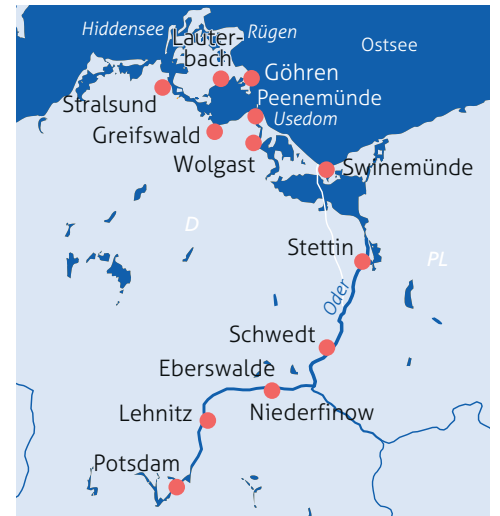 Hiddensee
Rügen
Ostsee
Lauter-
bach
Göhren
Stralsund
Peenemünde
Usedom
Greifswald
Wolgast
Swinemünde
D
Stettin
PL
Oder
Schwedt
Eberswalde
Lehnitz
Niederfinow
Potsdam